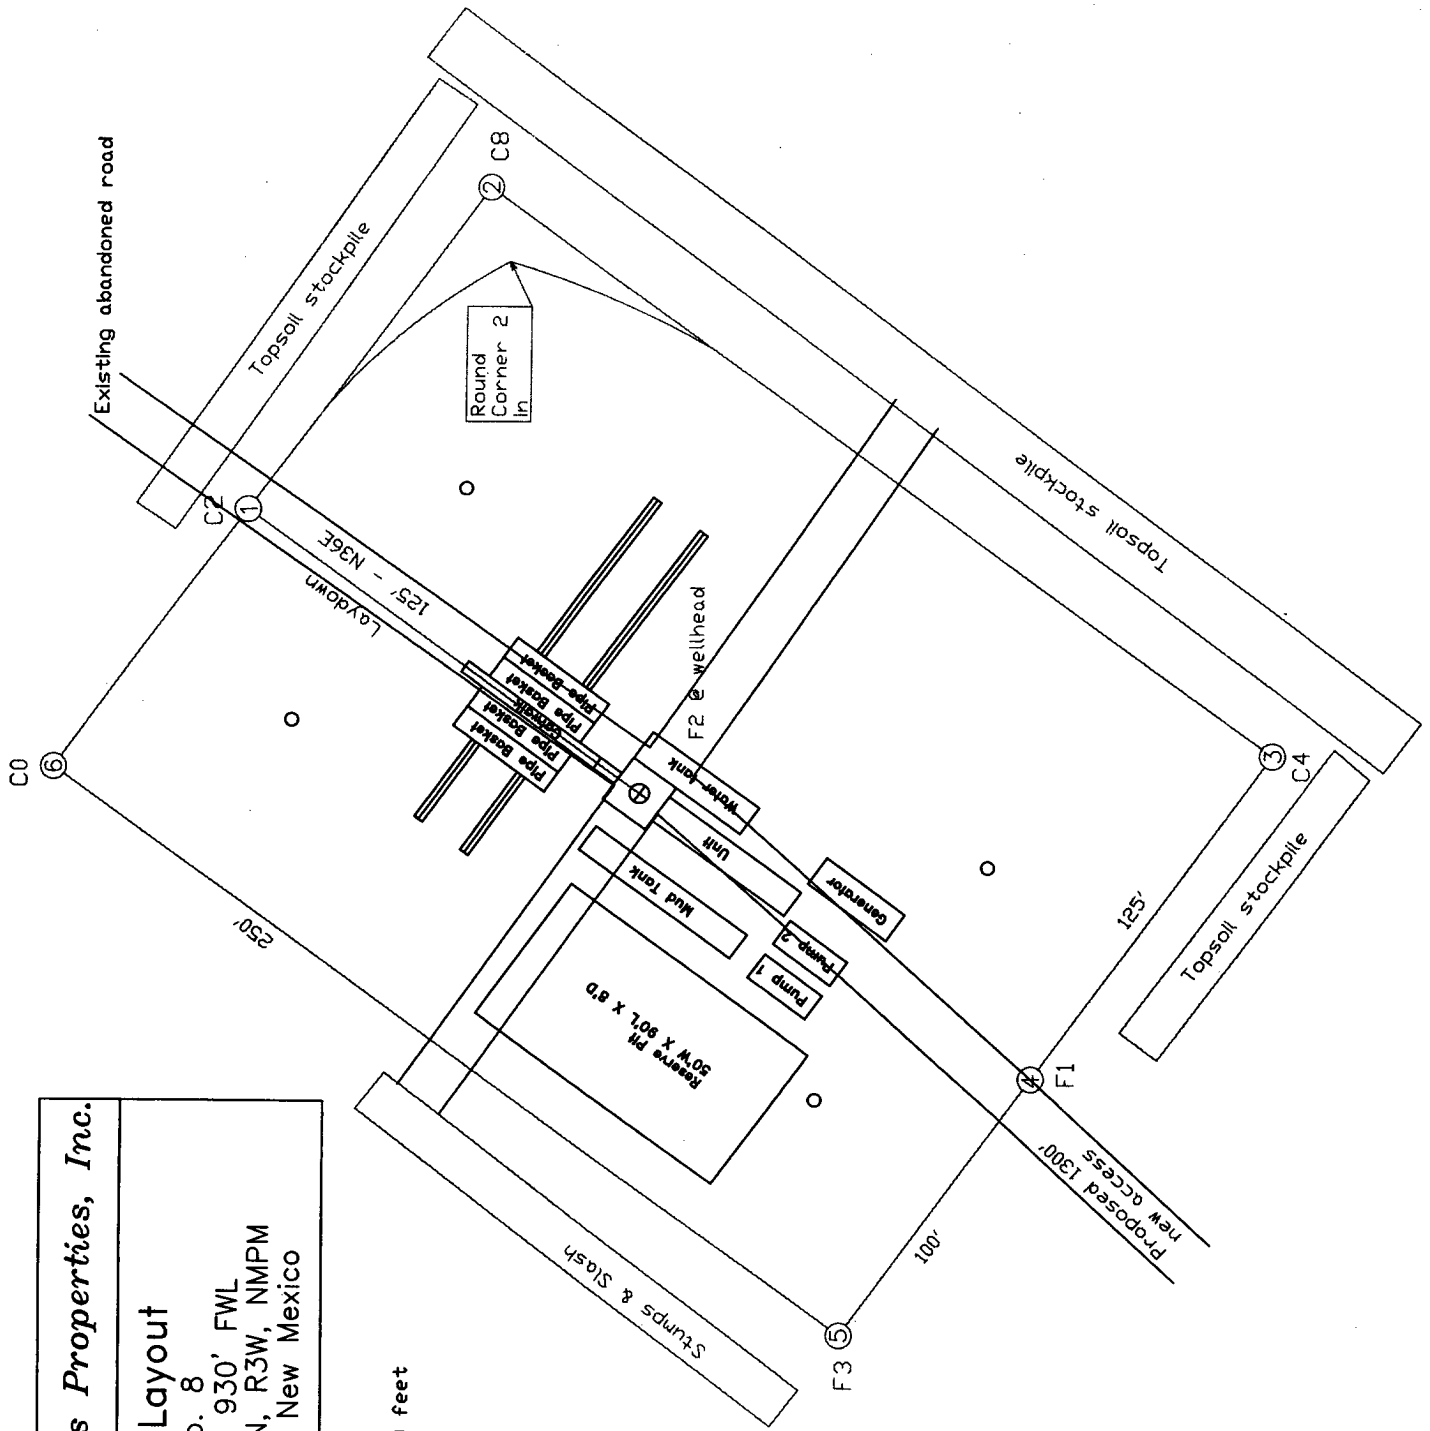 Properties, Inc.
Layout
8
930' FWL
R3W, NMPM
New Mexico
feet
Existing abandoned road
Topsoil stockpile
C0
6
C2
1
2
C8
Round
Corner 2
In
125' - N36E
Laydown
Pipe Basket
Pipe Basket
Catwalk
Pipe Basket
Pipe Basket
250'
F2 @ wellhead
Water tank
Unit
Mud Tank
Generator
Pump 2
Pump 1
Reserve Pit
50'W X 90'L X 8'D
Topsoil stockpile
3
C4
125'
Topsoil stockpile
4
F1
Proposed 1300'
new access
100'
5
F3
Stumps & Slash